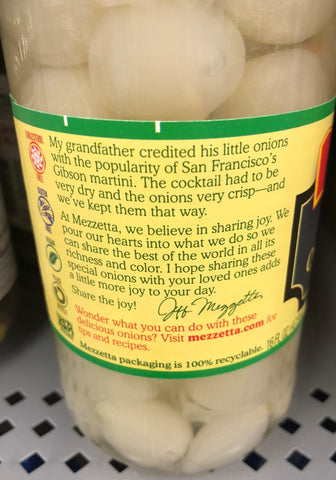 My grandfather credited his little onions
with the popularity of San Francisco's
Gibson martini. The cocktail had to be
very dry and the onions very crisp—and
we've kept them that way.
At Mezzetta, we believe in sharing joy. We
pour our hearts into what we do so we
can share the best of the world in all its
richness and color. I hope sharing these
special onions with your loved ones adds
a little more joy to your day.
Share the joy! Jeff Mezzetta
Wonder what you can do with these
delicious onions? Visit mezzetta.com for
tips and recipes.
Mezzetta packaging is 100% recyclable.
16 FL OZ